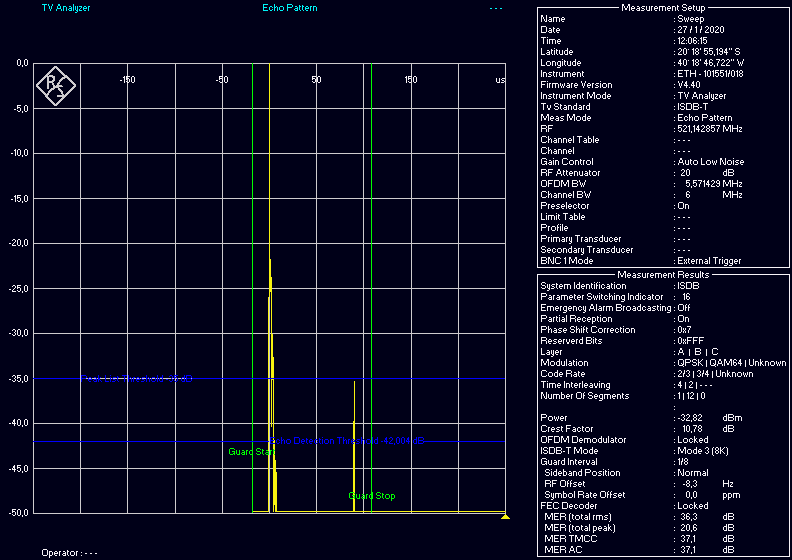 TV Analyzer Echo Pattern ---
0,0
-150 -50 50 150 us
-5,0
-10,0
-15,0
-20,0
-25,0
-30,0
-35,0
-40,0
Echo Detection Threshold -42,004 dB
Guard Start
-45,0
Guard Stop
-50,0
Operator : ---
Measurement Setup
Name : Sweep
Date : 27 / 1 / 2020
Time : 12:06:15
Latitude : 20° 18' 55,194'' S
Longitude : 40° 18' 46,722'' W
Instrument : ETH - 101551/018
Firmware Version : V4.40
Instrument Mode : TV Analyzer
Tv Standard : ISDB-T
Meas Mode : Echo Pattern
RF : 521,142857 MHz
Channel Table : ---
Channel : ---
Gain Control : Auto Low Noise
RF Attenuator : 20 dB
OFDM BW : 5,571429 MHz
Channel BW : 6 MHz
Preselector : On
Limit Table : ---
Profile : ---
Primary Transducer : ---
Secondary Transducer : ---
BNC 1 Mode : External Trigger
Measurement Results
System Identification : ISDB
Parameter Switching Indicator : 16
Emergency Alarm Broadcasting : Off
Partial Reception : On
Phase Shift Correction : 0x7
Reserverd Bits : 0xFFF
Layer : A | B | C
Modulation : QPSK | QAM64 | Unknown
Code Rate : 2/3 | 3/4 | Unknown
Time Interleaving : 4 | 2 | ---
Number Of Segments : 1 | 12 | 0
:
Power : -32,82 dBm
Crest Factor : 10,78 dB
OFDM Demodulator : Locked
ISDB-T Mode : Mode 3 (8K)
Guard Interval : 1/8
Sideband Position : Normal
RF Offset : -8,3 Hz
Symbol Rate Offset : 0,0 ppm
FEC Decoder : Locked
MER (total rms) : 36,3 dB
MER (total peak) : 20,6 dB
MER TMCC : 37,1 dB
MER AC : 37,1 dB